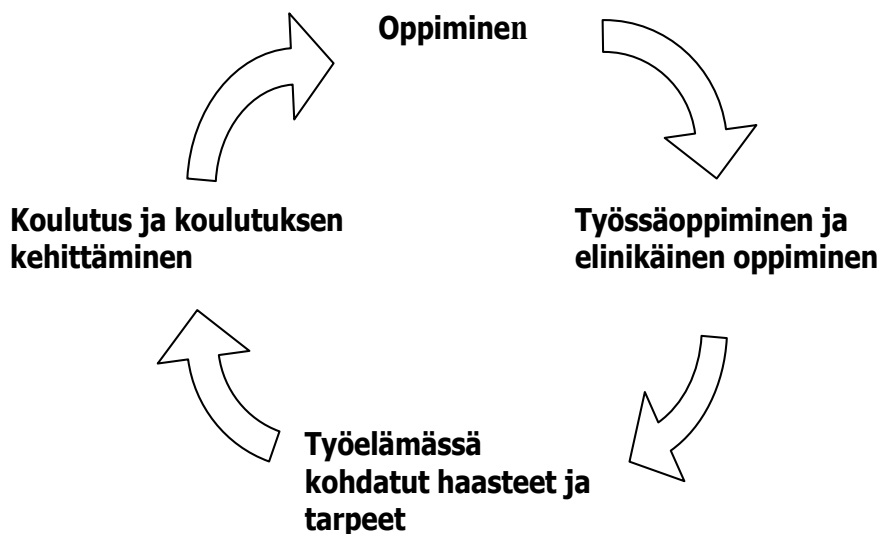 Oppiminen
Koulutus ja koulutuksen
kehittäminen
Työssäoppiminen ja
elinikäinen oppiminen
Työelämässä
kohdatut haasteet ja
tarpeet